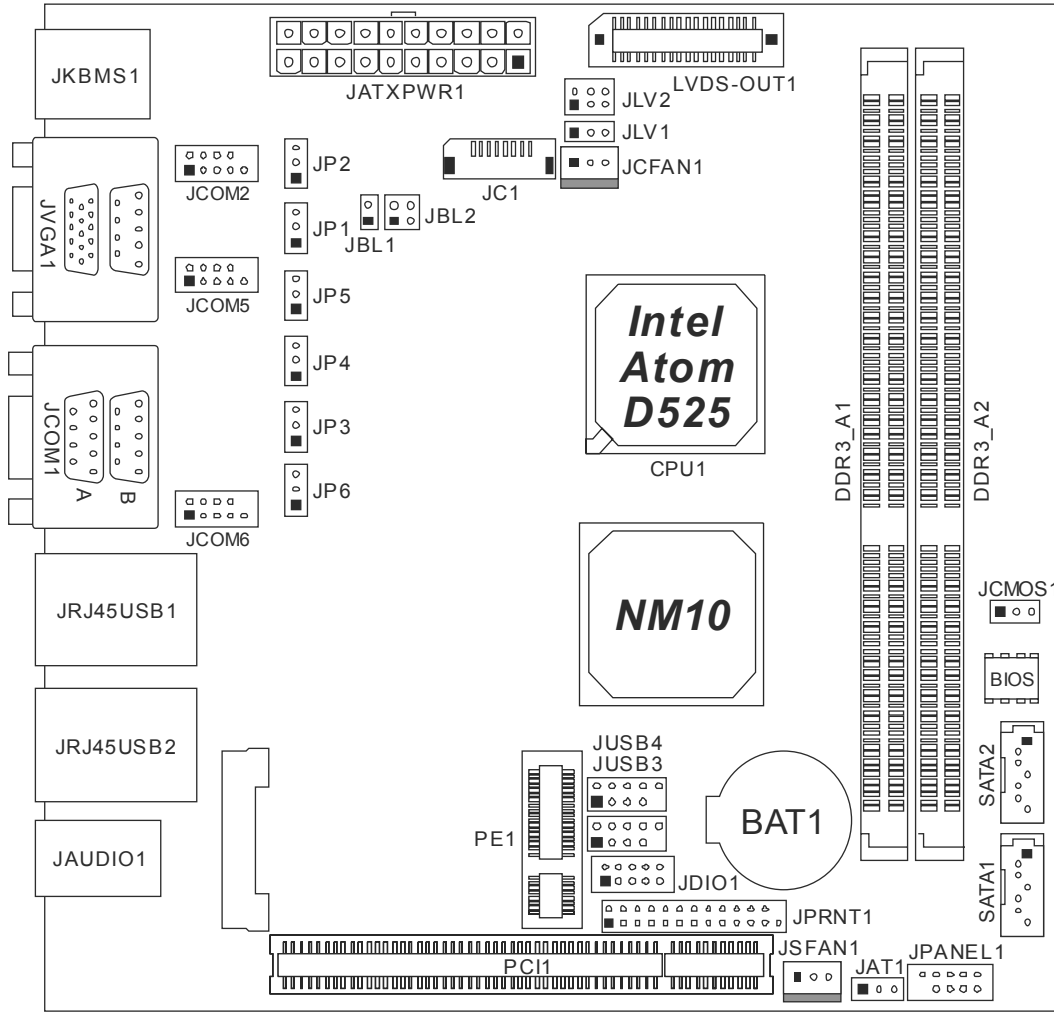 JKBMS1
JATXPWR1
LVDS-OUT1
JLV2
JLV1
JCFAN1
JC1
JP2
JCOM2
JVGA1
JP1
JBL1
JBL2
JCOM5
JP5
JP4
JP3
JP6
JCOM1
A
B
JCOM6
Intel
Atom
D525
CPU1
DDR3_A1
DDR3_A2
NM10
JCMOS1
BIOS
JRJ45USB1
JRJ45USB2
SATA2
SATA1
JUSB4
JUSB3
PE1
BAT1
JAUDIO1
JDIO1
JPRNT1
JSFAN1
JAT1
JPANEL1
PCI1